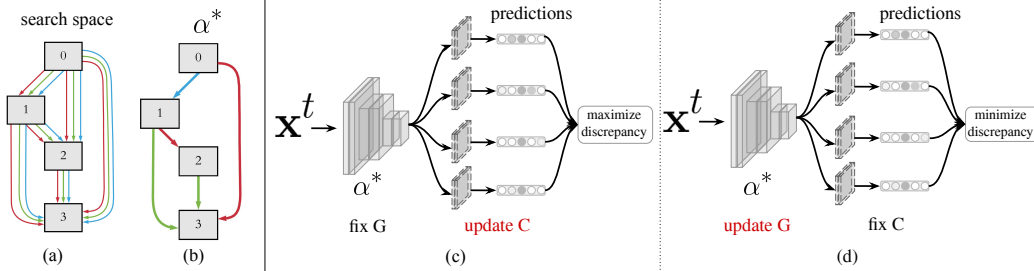 search space
0
1
2
3
(a)
α*
0
1
2
3
(b)
predictions
x^t
α*
maximize
discrepancy
fix G
update C
(c)
predictions
x^t
α*
minimize
discrepancy
update G
fix C
(d)